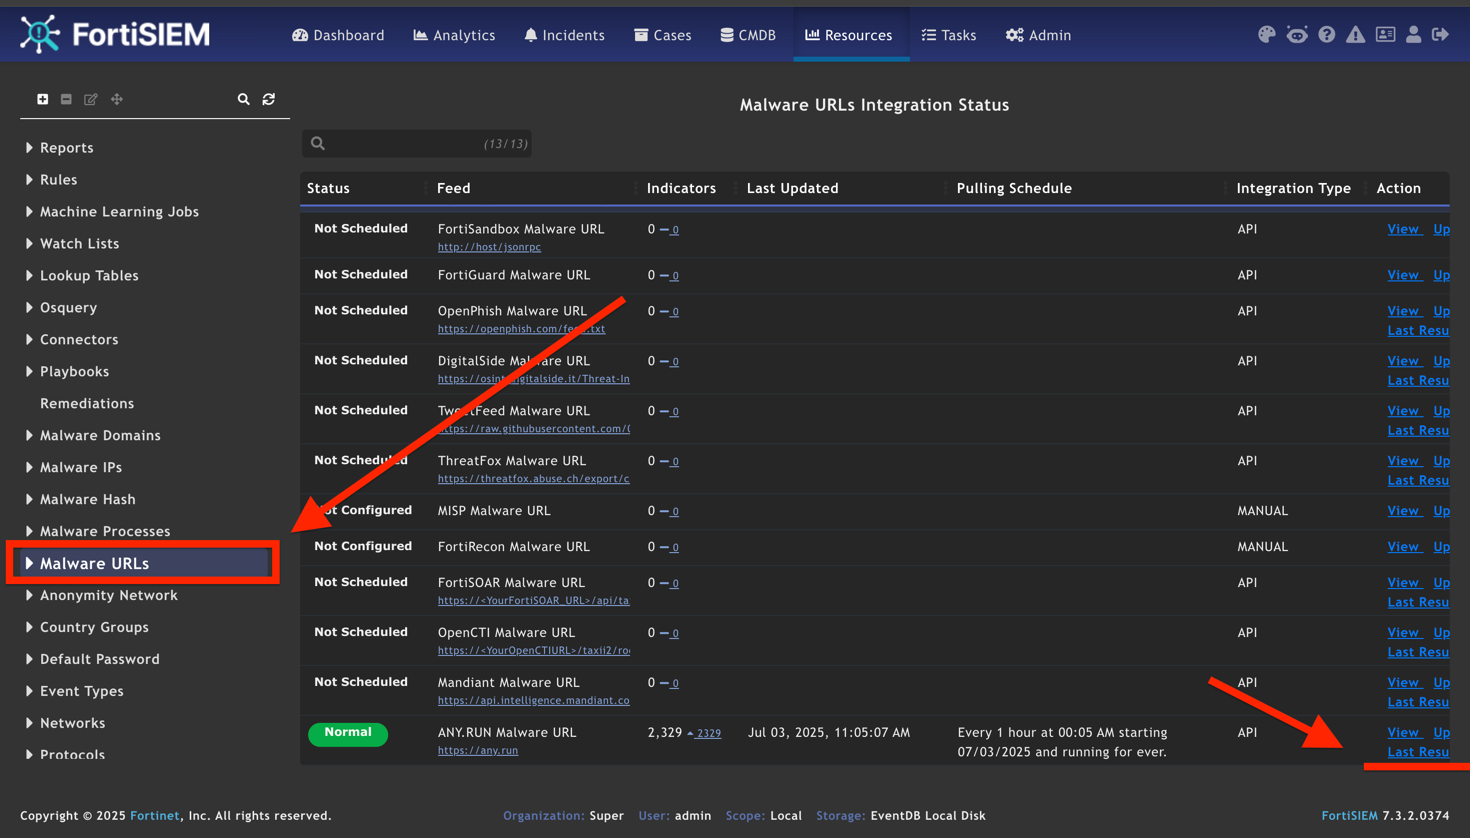 FortiSIEM
Dashboard Analytics Incidents Cases CMDB Resources Tasks Admin
Malware URLs Integration Status
(13/13)
Reports
Rules
Machine Learning Jobs
Watch Lists
Lookup Tables
Osquery
Connectors
Playbooks
Remediations
Malware Domains
Malware IPs
Malware Hash
Malware Processes
Malware URLs
Anonymity Network
Country Groups
Default Password
Event Types
Networks
Protocols
Status Feed Indicators Last Updated Pulling Schedule Integration Type Action
Not Scheduled FortiSandbox Malware URL 0 0 API View Up
http://host/jsonrpc
Not Scheduled FortiGuard Malware URL 0 0 API View Up
Not Scheduled OpenPhish Malware URL 0 0 API View Up
https://openphish.com/feed.txt Last Resu
Not Scheduled DigitalSide Malware URL 0 0 API View Up
https://osint.digitalside.it/Threat-In Last Resu
Not Scheduled TweetFeed Malware URL 0 0 API View Up
https://raw.githubusercontent.com/0 Last Resu
Not Scheduled ThreatFox Malware URL 0 0 API View Up
https://threatfox.abuse.ch/export/c Last Resu
Not Configured MISP Malware URL 0 0 MANUAL View Up
Not Configured FortiRecon Malware URL 0 0 MANUAL View Up
Not Scheduled FortiSOAR Malware URL 0 0 API View Up
https://<YourFortiSOAR_URL>/api/ta Last Resu
Not Scheduled OpenCTI Malware URL 0 0 API View Up
https://<YourOpenCTIURL>/taxii2/ro Last Resu
Not Scheduled Mandiant Malware URL 0 0 API View Up
https://api.intelligence.mandiant.co Last Resu
Normal ANY.RUN Malware URL 2,329 2329 Jul 03, 2025, 11:05:07 AM Every 1 hour at 00:05 AM starting API View Up
https://any.run 07/03/2025 and running for ever. Last Resu
Copyright © 2025 Fortinet, Inc. All rights reserved. Organization: Super User: admin Scope: Local Storage: EventDB Local Disk FortiSIEM 7.3.2.0374